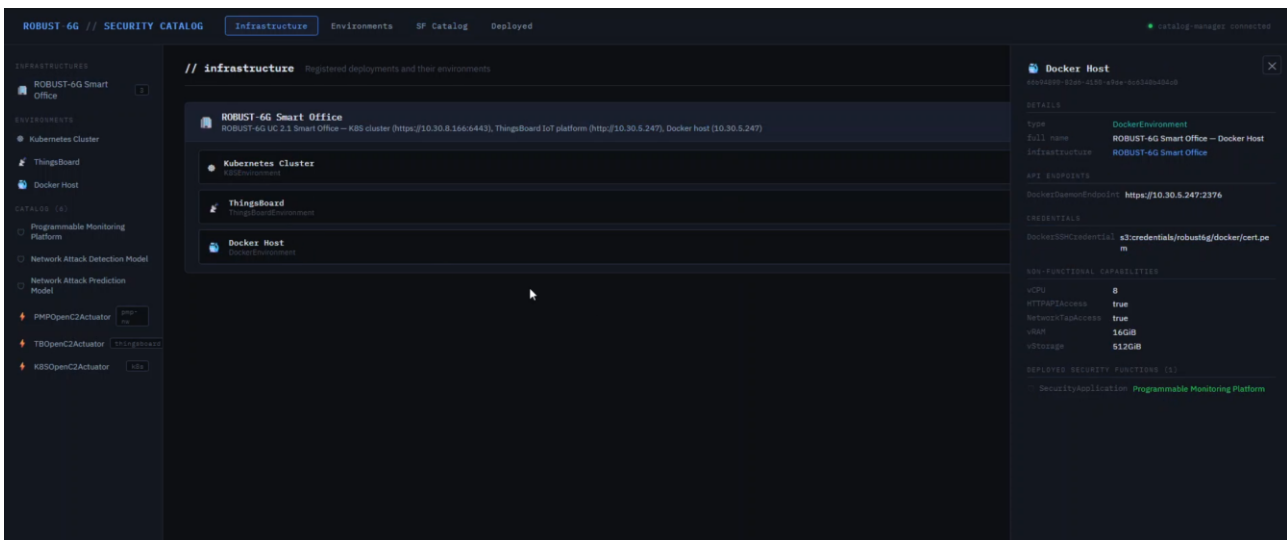 ROBUST-6G // SECURITY CATALOG
Infrastructure
Environments
SF Catalog
Deployed
catalog-manager connected
INFRASTRUCTURES
ROBUST-6G Smart
Office
ENVIRONMENTS
Kubernetes Cluster
ThingsBoard
Docker Host
CATALOG (6)
Programmable Monitoring
Platform
Network Attack Detection Model
Network Attack Prediction
Model
PMPOpenC2Actuator
TBOpenC2Actuator
thingsboard
K8SOpenC2Actuator
k8s
// infrastructure
Registered deployments and their environments
ROBUST-6G Smart Office
ROBUST-6G UC 2.1 Smart Office — K8S cluster (https://10.30.8.166:6443), ThingsBoard IoT platform (http://10.30.5.247), Docker host (10.30.5.247)
Kubernetes Cluster
K8SEnvironment
ThingsBoard
ThingsBoardEnvironment
Docker Host
DockerEnvironment
Docker Host
DETAILS
type DockerEnvironment
full name ROBUST-6G Smart Office — Docker Host
infrastructure ROBUST-6G Smart Office
API ENDPOINTS
DockerDaemonEndpoint https://10.30.5.247:2376
CREDENTIALS
DockerSSHCredential s3:credentials/robust6g/docker/cert.pe
m
NON-FUNCTIONAL CAPABILITIES
vCPU 8
HTTPAPIAccess true
NetworkTapAccess true
vRAM 16GiB
vStorage 512GiB
DEPLOYED SECURITY FUNCTIONS
SecurityApplication Programmable Monitoring Platform